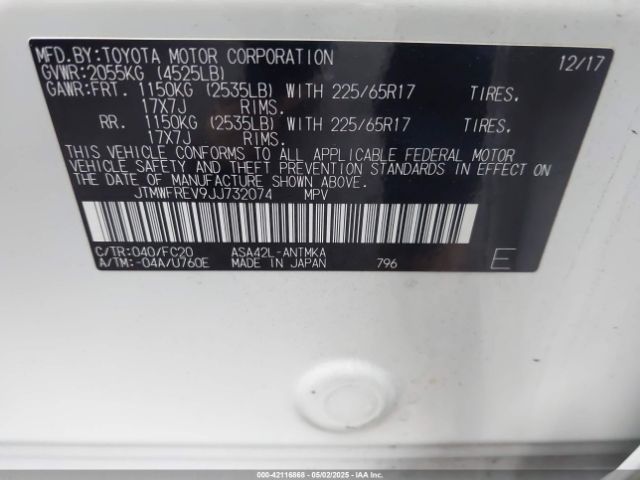 MFD.BY:TOYOTA MOTOR CORPORATION 12/17
GVWR:2055KG (4525LB)
GAWR:FRT. 1150KG (2535LB) WITH 225/65R17 TIRES.
17X7J RIMS.
RR. 1150KG (2535LB) WITH 225/65R17 TIRES.
17X7J RIMS.
THIS VEHICLE CONFORMS TO ALL APPLICABLE FEDERAL MOTOR
VEHICLE SAFETY AND THEFT PREVENTION STANDARDS IN EFFECT ON
THE DATE OF MANUFACTURE SHOWN ABOVE.
JTMWFREV9JJ732074 MPV
C/TR:040/FC20 ASA42L-ANTMKA
A/TM:-04A/U760E MADE IN JAPAN 796 E
000-42116868 - 05/02/2025 - IAAI.COM